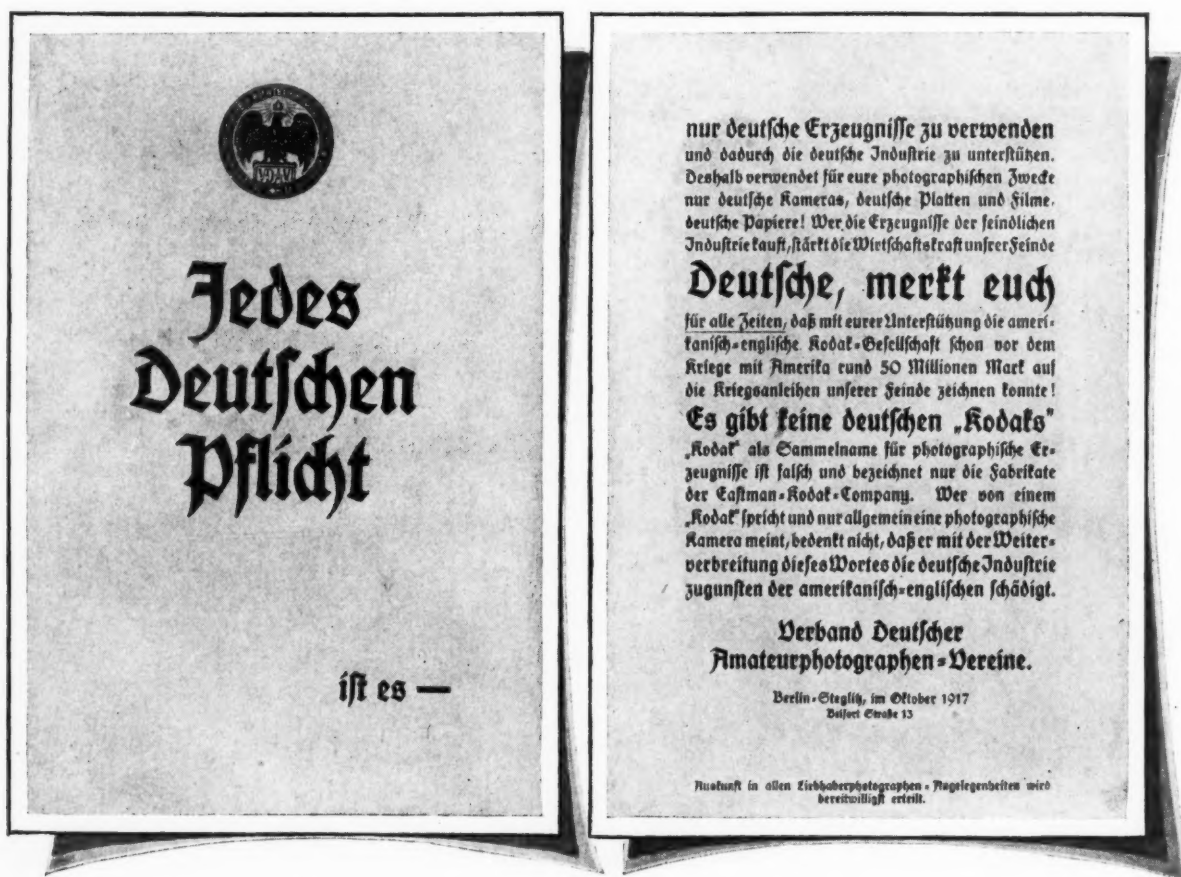 Jedes
Deutschen
Pflicht
ist es —
nur deutsche Erzeugnisse zu verwenden
und dadurch die deutsche Industrie zu unterstützen.
Deshalb verwendet für eure photographischen Zwecke
nur deutsche Kameras, deutsche Platten und Filme,
deutsche Papiere! Wer die Erzeugnisse der feindlichen
Industrie kauft, stärkt die Wirtschaftskraft unsrer Feinde
Deutsche, merkt euch
für alle Zeiten, daß mit eurer Unterstützung die ameri-
kanisch-englische Kodak-Gesellschaft schon vor dem
Kriege mit Amerika rund 50 Millionen Mark auf
die Kriegsanleihen unserer Feinde zeichnen konnte!
Es gibt keine deutschen „Kodaks"
„Kodak" als Sammelname für photographische Er-
zeugnisse ist falsch und bezeichnet nur die Fabrikate
der Eastman-Kodak-Company. Wer von einem
„Kodak" spricht und nur allgemein eine photographische
Kamera meint, bedenkt nicht, daß er mit der Weiter-
verbreitung dieses Wortes die deutsche Industrie
zugunsten der amerikanisch-englischen schädigt.
Verband Deutscher
Amateurphotographen-Vereine.
Berlin-Steglitz, im Oktober 1917
Belfort Straße 13
Auskunft in allen Liebhaberphotographen-Angelegenheiten wird
bereitwilligst erteilt.